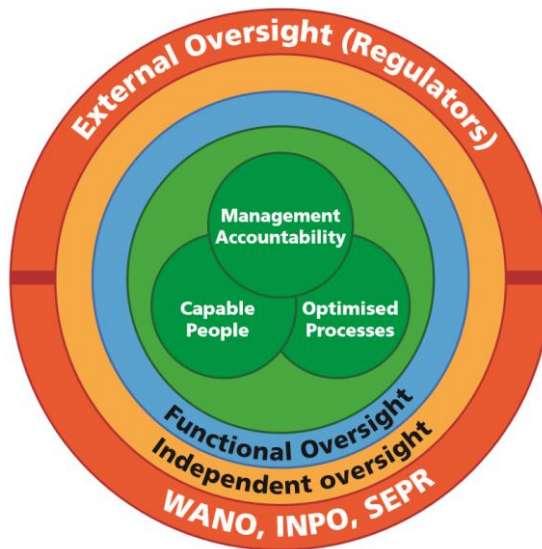 External Oversight (Regulators)
Management
Accountability
Capable
People
Optimised
Processes
Functional Oversight
Independent oversight
WANO, INPO, SEPR